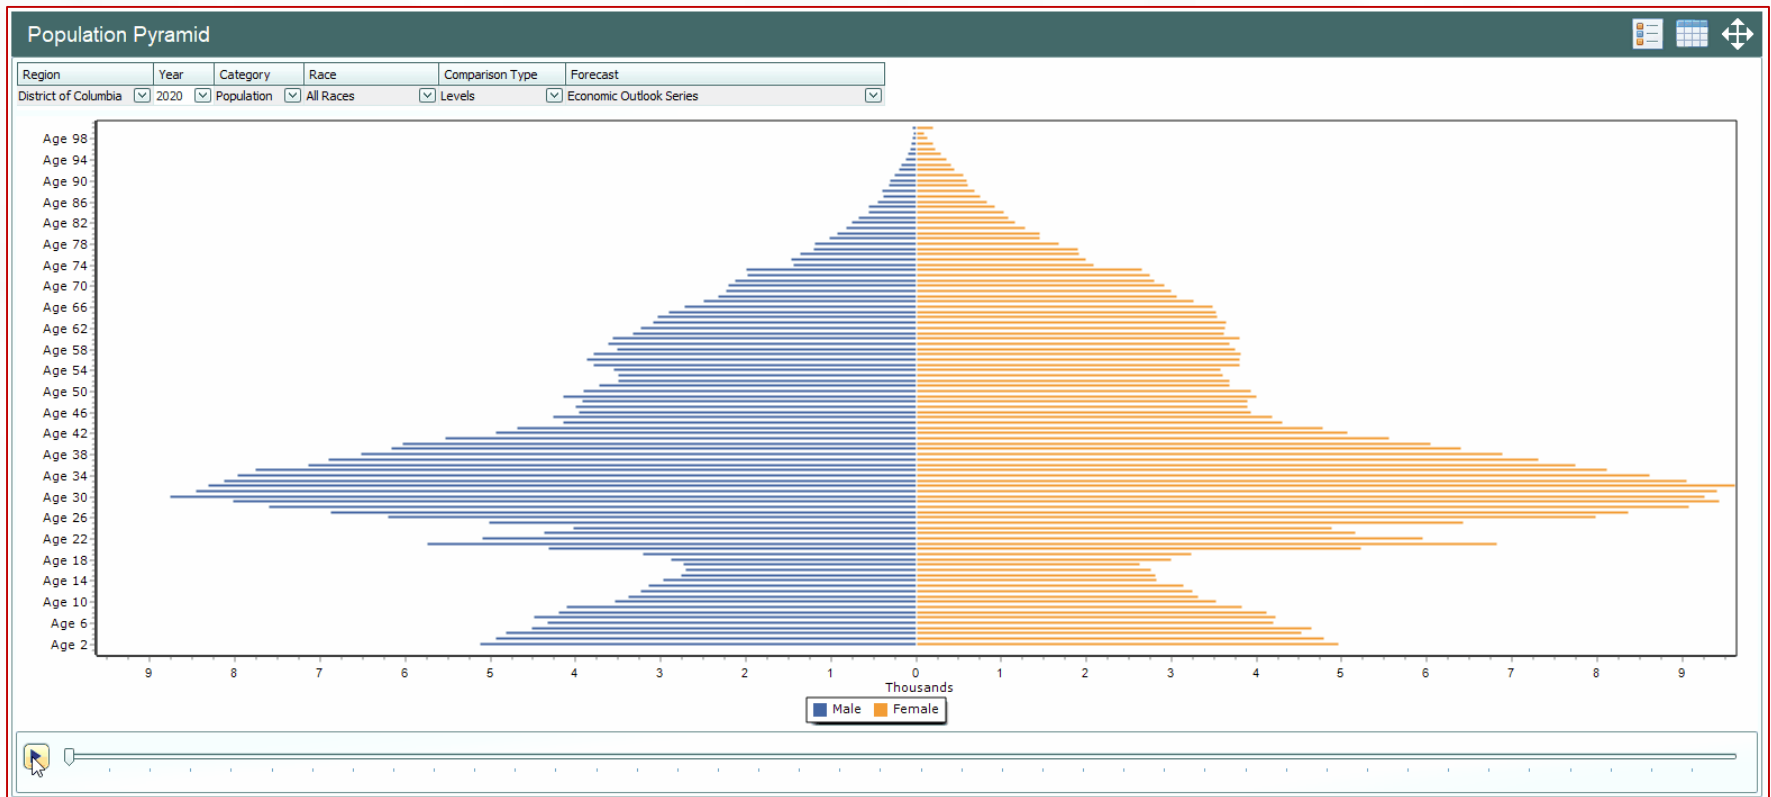 Population Pyramid
Region Year Category Race Comparison Type Forecast
District of Columbia 2020 Population All Races Levels Economic Outlook Series
Age 98
Age 94
Age 90
Age 86
Age 82
Age 78
Age 74
Age 70
Age 66
Age 62
Age 58
Age 54
Age 50
Age 46
Age 42
Age 38
Age 34
Age 30
Age 26
Age 22
Age 18
Age 14
Age 10
Age 6
Age 2
9 8 7 6 5 4 3 2 1 0 1 2 3 4 5 6 7 8 9
Thousands
Male Female